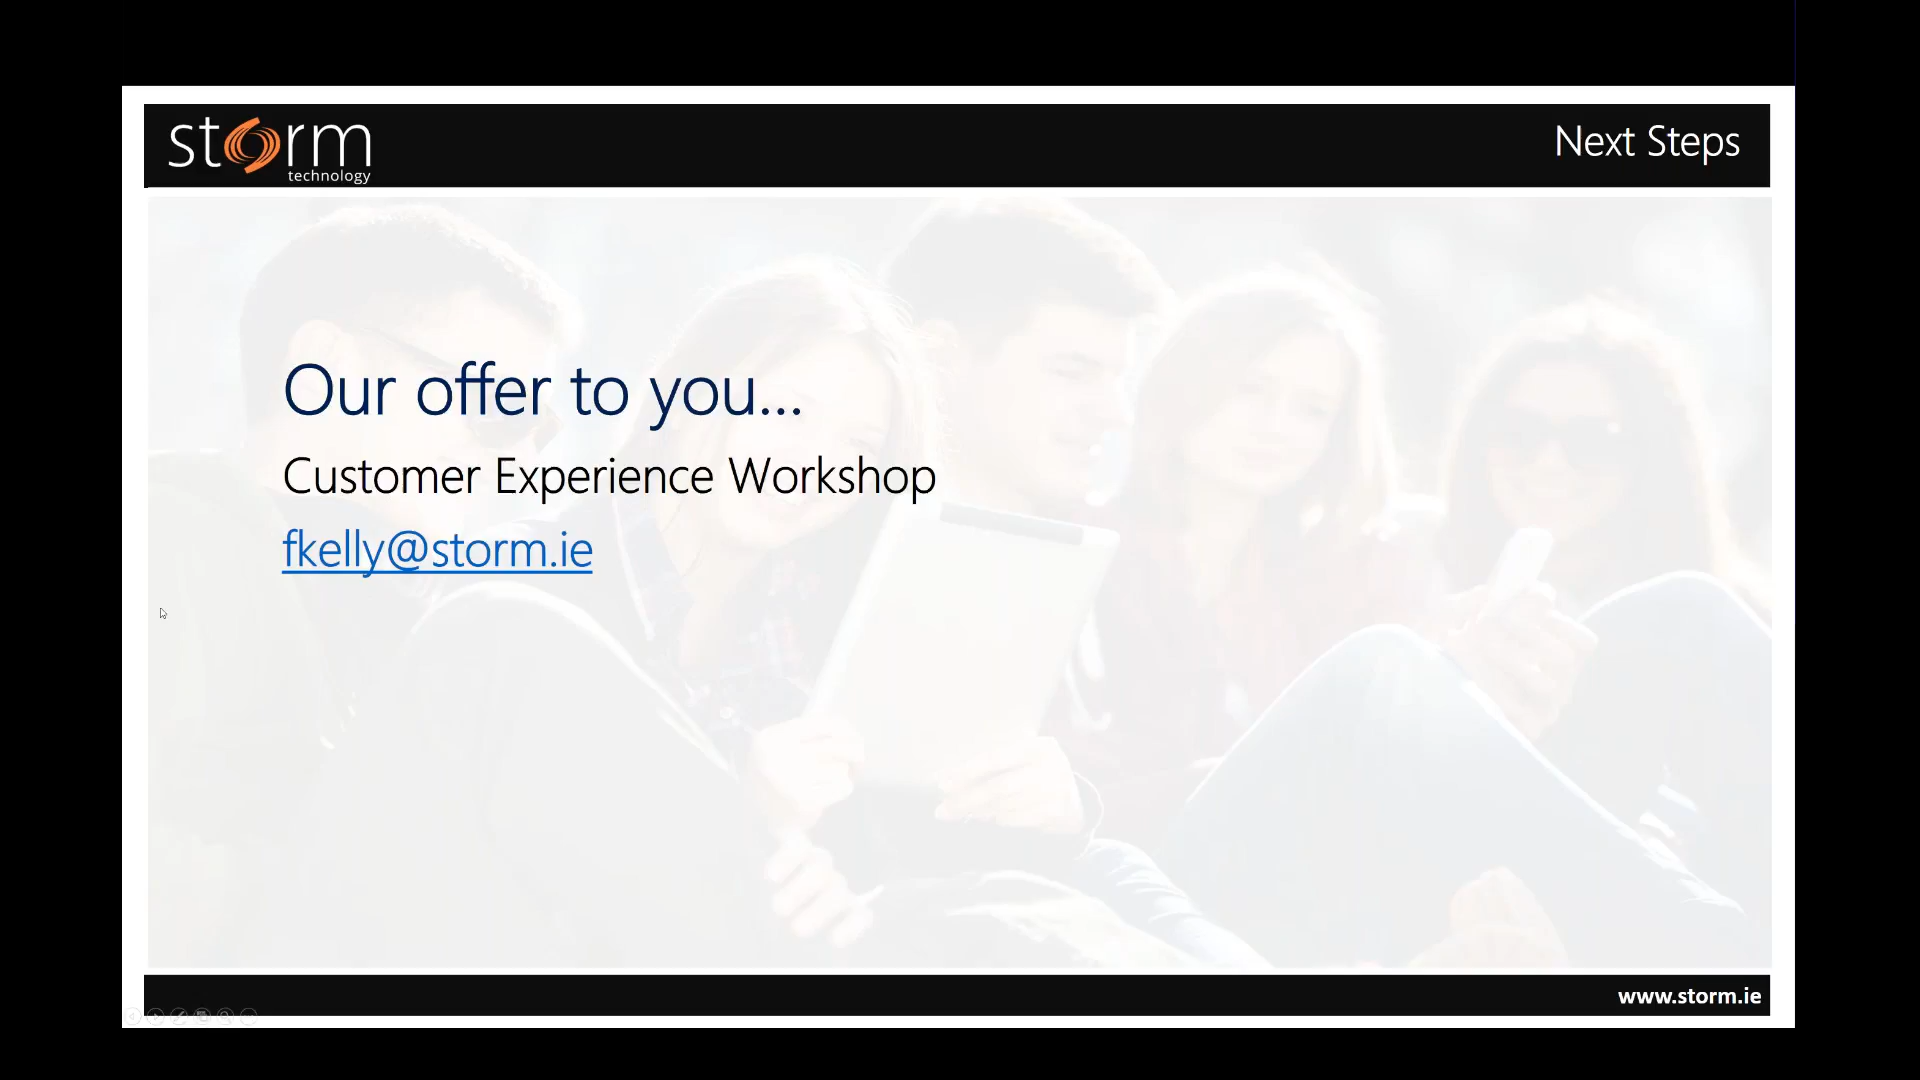 storm
technology
Next Steps
Our offer to you...
Customer Experience Workshop
fkelly@storm.ie
www.storm.ie